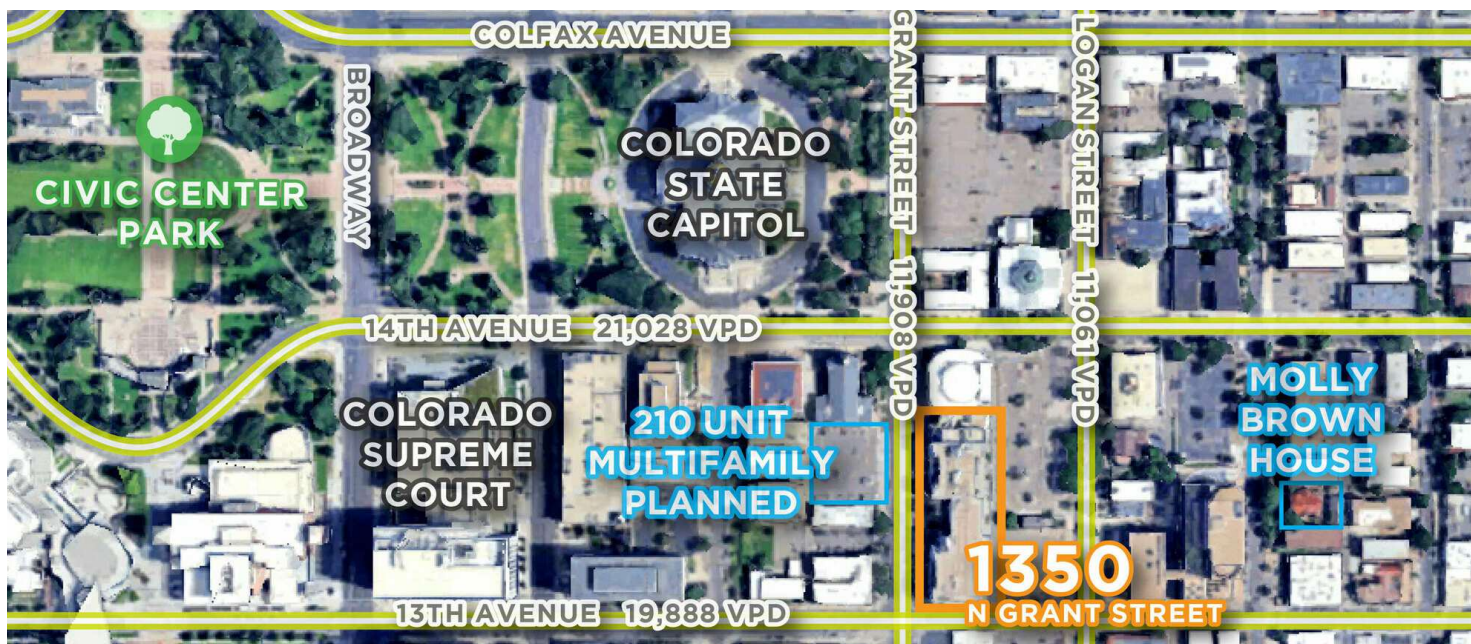 COLFAX AVENUE
BROADWAY
GRANT STREET 11,908 VPD
LOGAN STREET 11,061 VPD
CIVIC CENTER
PARK
COLORADO
STATE
CAPITOL
14TH AVENUE 21,028 VPD
COLORADO
SUPREME
COURT
210 UNIT
MULTIFAMILY
PLANNED
MOLLY
BROWN
HOUSE
1350
N GRANT STREET
13TH AVENUE 19,888 VPD